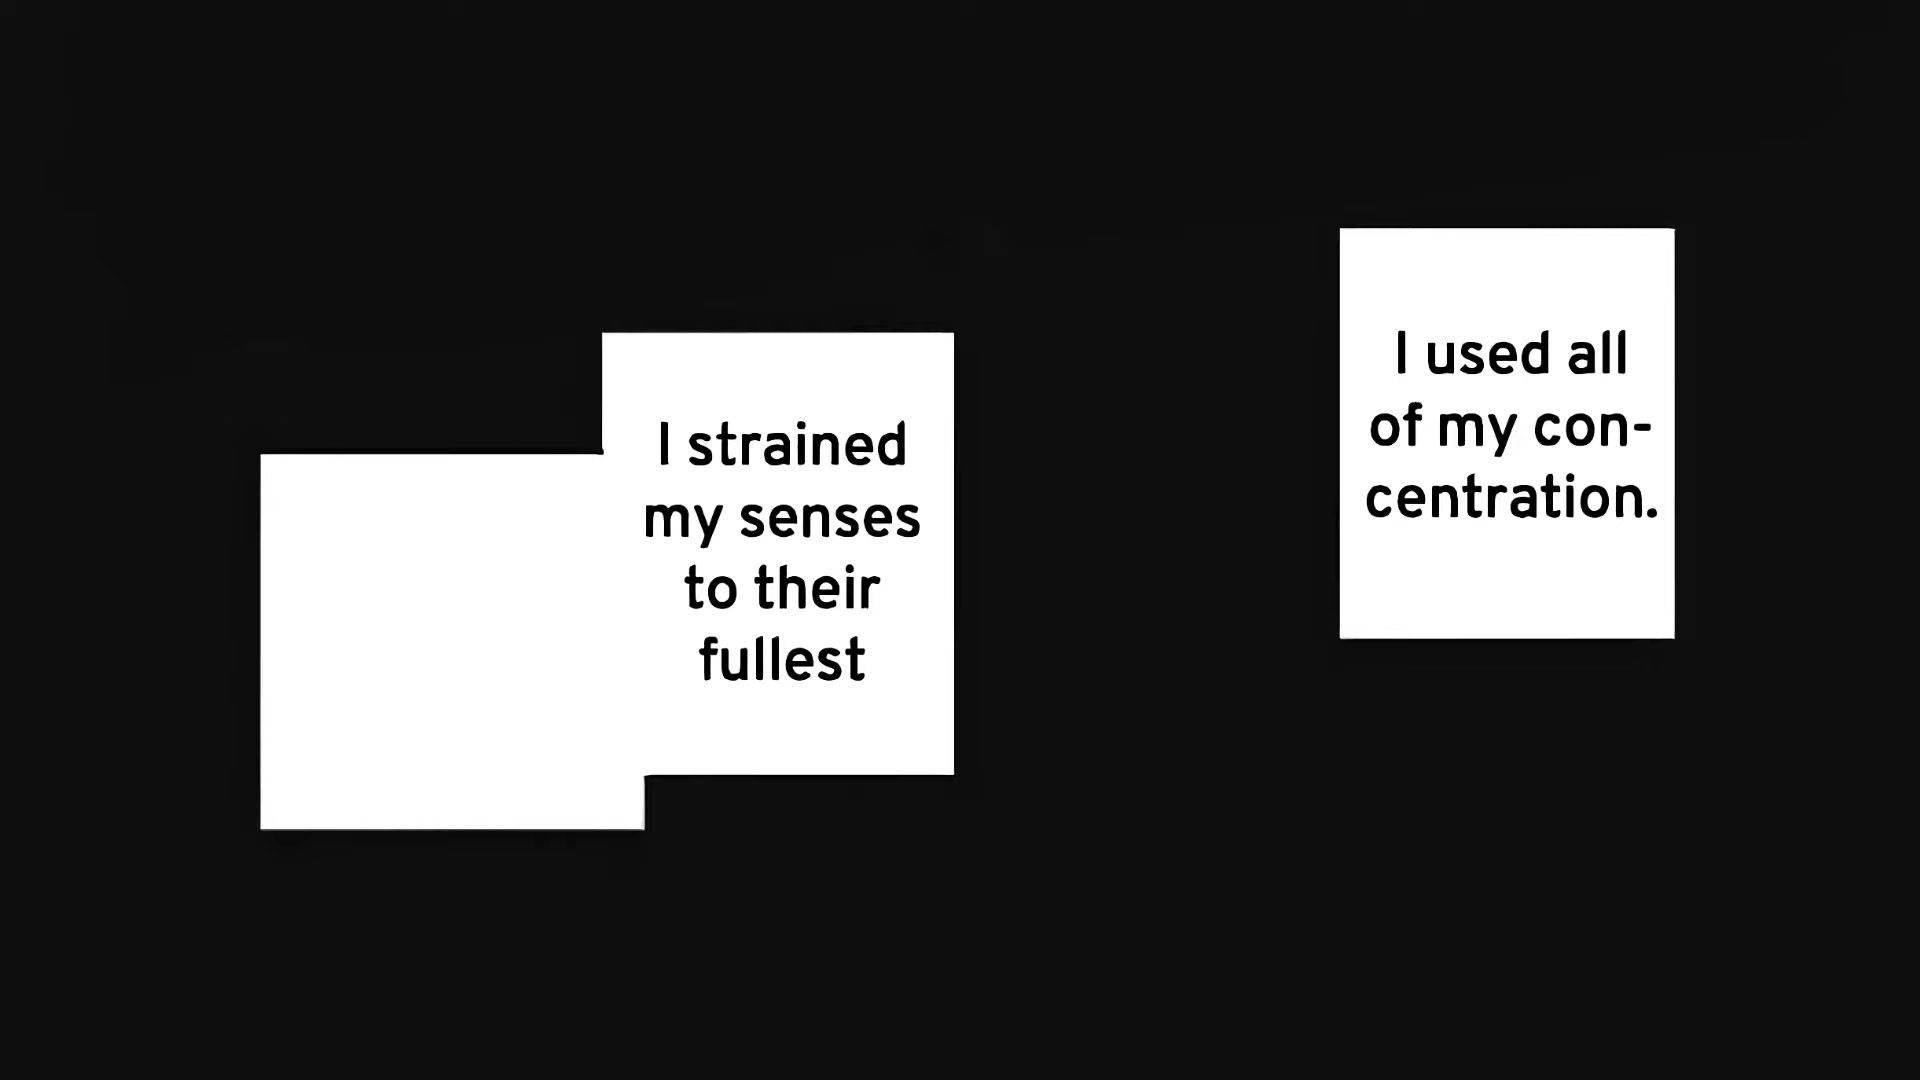 I strained
my senses
to their
fullest
I used all
of my con-
centration.